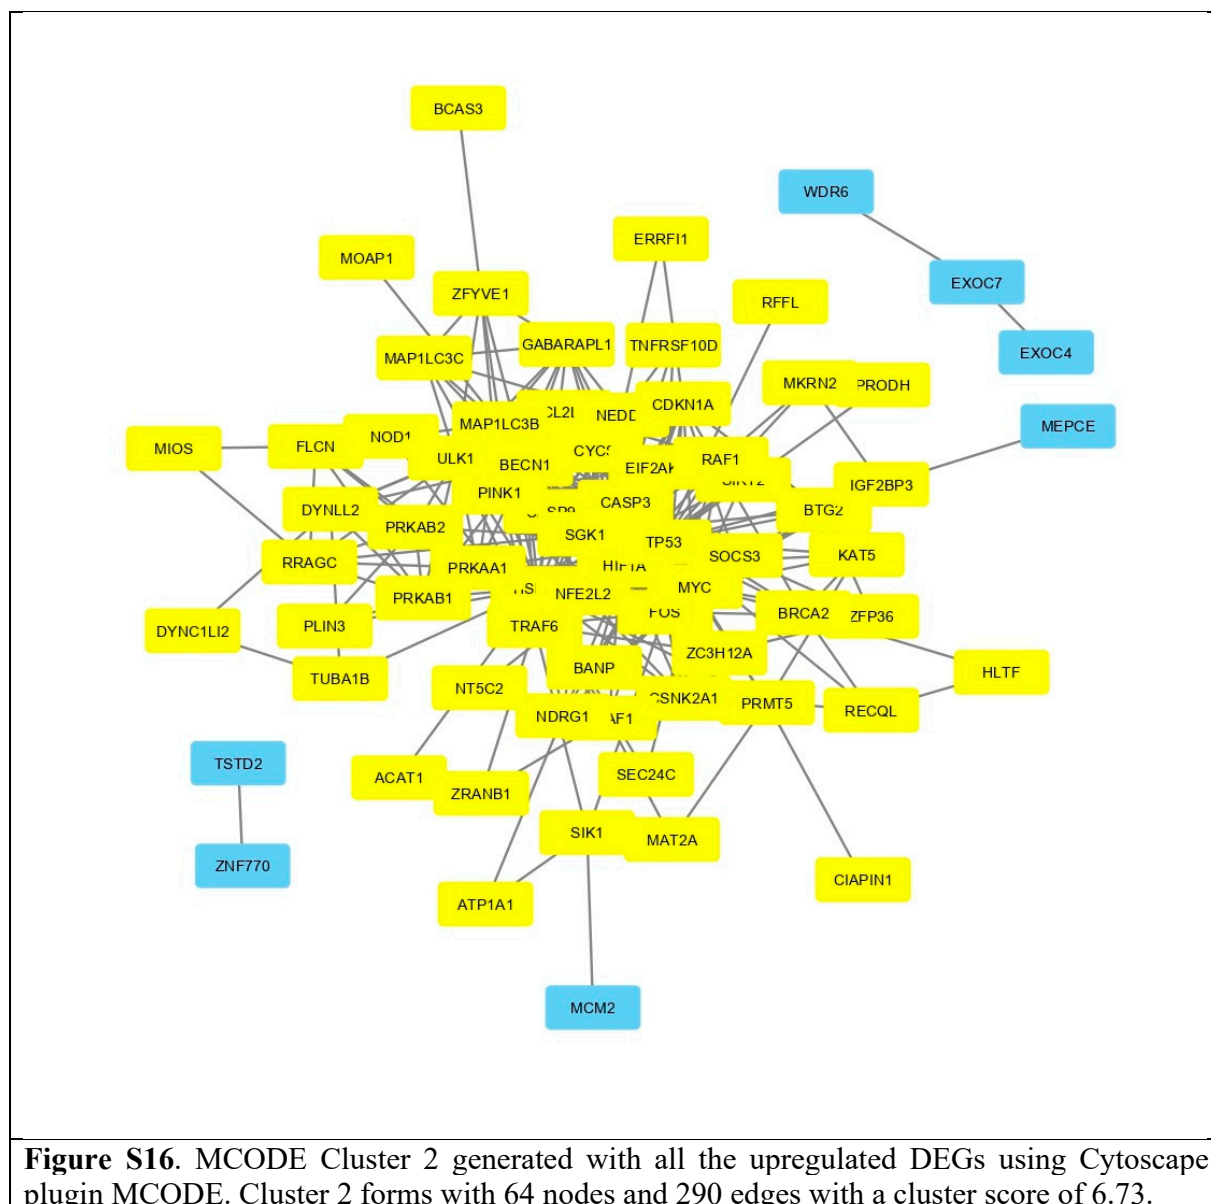 BCAS3
WDR6
ERRFI1
MOAP1
EXOC7
ZFYVE1
RFFL
GABARAPL1
TNFRSF10D
EXOC4
MAP1LC3C
MKRN2
PRODH
CDKN1A
MAP1LC3B
MEPCE
NOD1
FLCN
MIOS
ULK1
BECN1
RAF1
IGF2BP3
PINK1
CASP3
DYNLL2
BTG2
PRKAB2
SGK1
TP53
SOCS3
KAT5
RRAGC
PRKAA1
HIF1A
MYC
NFE2L2
PRKAB1
FOS
BRCA2
ZFP36
PLIN3
TRAF6
DYNC1LI2
ZC3H12A
BANP
HLTF
TUBA1B
NT5C2
CSNK2A1
PRMT5
RECQL
NDRG1
TSTD2
ACAT1
SEC24C
ZRANB1
SIK1
MAT2A
ZNF770
CIAPIN1
ATP1A1
MCM2
Figure S16. MCODE Cluster 2 generated with all the upregulated DEGs using Cytoscape
plugin MCODE. Cluster 2 forms with 64 nodes and 290 edges with a cluster score of 6.73.